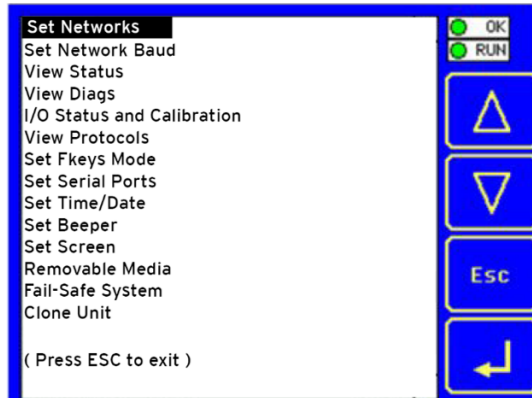 Set Networks
Set Network Baud
View Status
View Diags
I/O Status and Calibration
View Protocols
Set Fkeys Mode
Set Serial Ports
Set Time/Date
Set Beeper
Set Screen
Removable Media
Fail-Safe System
Clone Unit
( Press ESC to exit )
OK
RUN
Esc